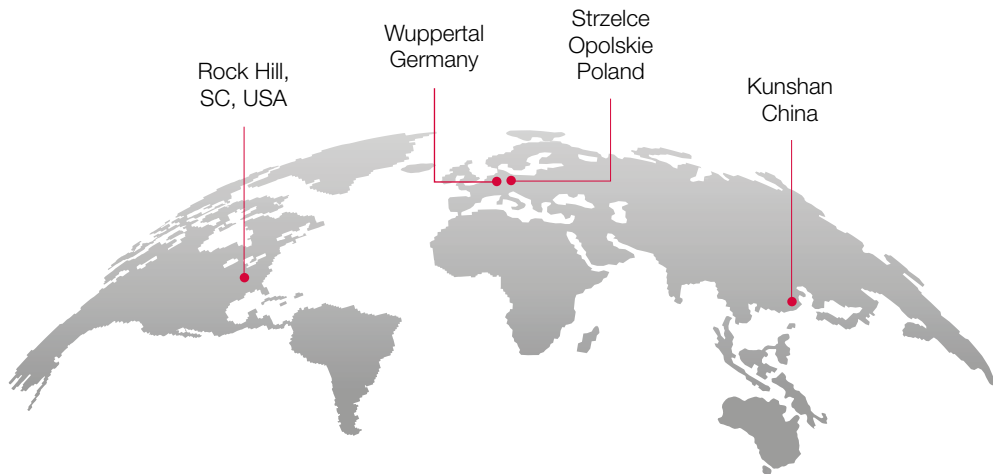 Rock Hill,
SC, USA
Wuppertal
Germany
Strzelce
Opolskie
Poland
Kunshan
China